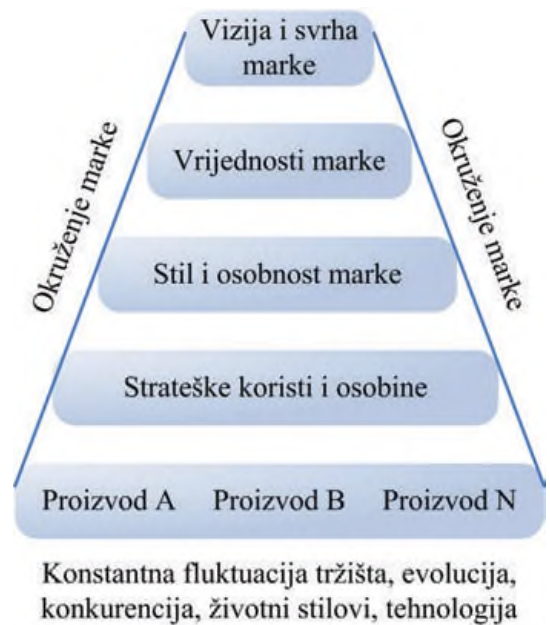 Vizija i svrha
marke
Okruženje marke
Okruženje marke
Vrijednosti marke
Stil i osobnost marke
Strateške koristi i osobine
Proizvod A Proizvod B Proizvod N
Konstantna fluktuacija tržišta, evolucija,
konkurencija, životni stilovi, tehnologija